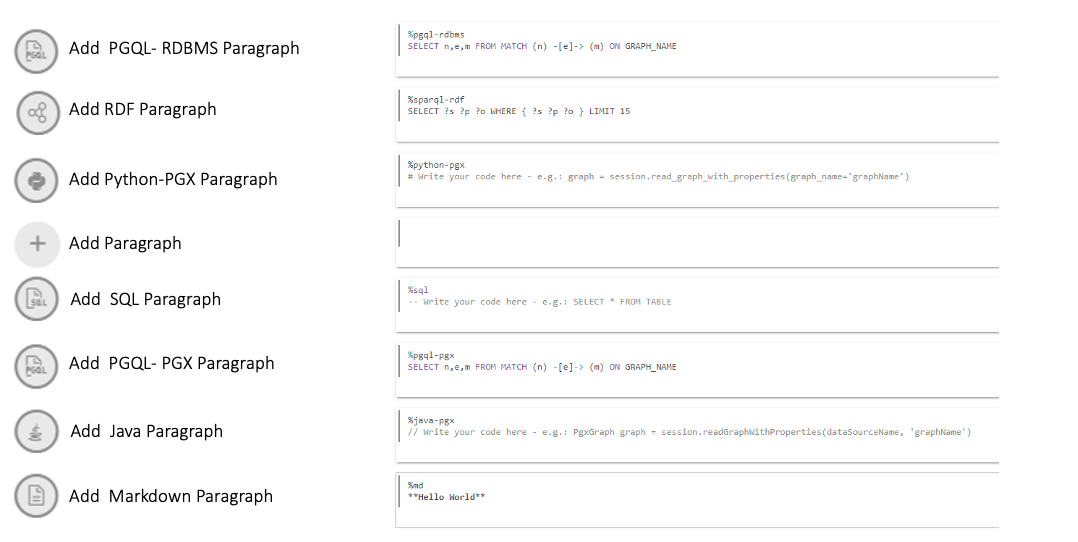 Add PGQL- RDBMS Paragraph
%pgql-rdbms
SELECT n,e,m FROM MATCH (n) -[e]-> (m) ON GRAPH_NAME
Add RDF Paragraph
%sparql-rdf
SELECT ?s ?p ?o WHERE { ?s ?p ?o } LIMIT 15
Add Python-PGX Paragraph
%python-pgx
# Write your code here - e.g.: graph = session.read_graph_with_properties(graph_name='graphName')
Add Paragraph
SQL
Add SQL Paragraph
%sql
-- Write your code here - e.g.: SELECT * FROM TABLE
PGQL
Add PGQL- PGX Paragraph
%pgql-pgx
SELECT n,e,m FROM MATCH (n) -[e]-> (m) ON GRAPH_NAME
Add Java Paragraph
%java-pgx
// Write your code here - e.g.: PgxGraph graph = session.readGraphWithProperties(dataSourceName, 'graphName')
Add Markdown Paragraph
%md
**Hello World**